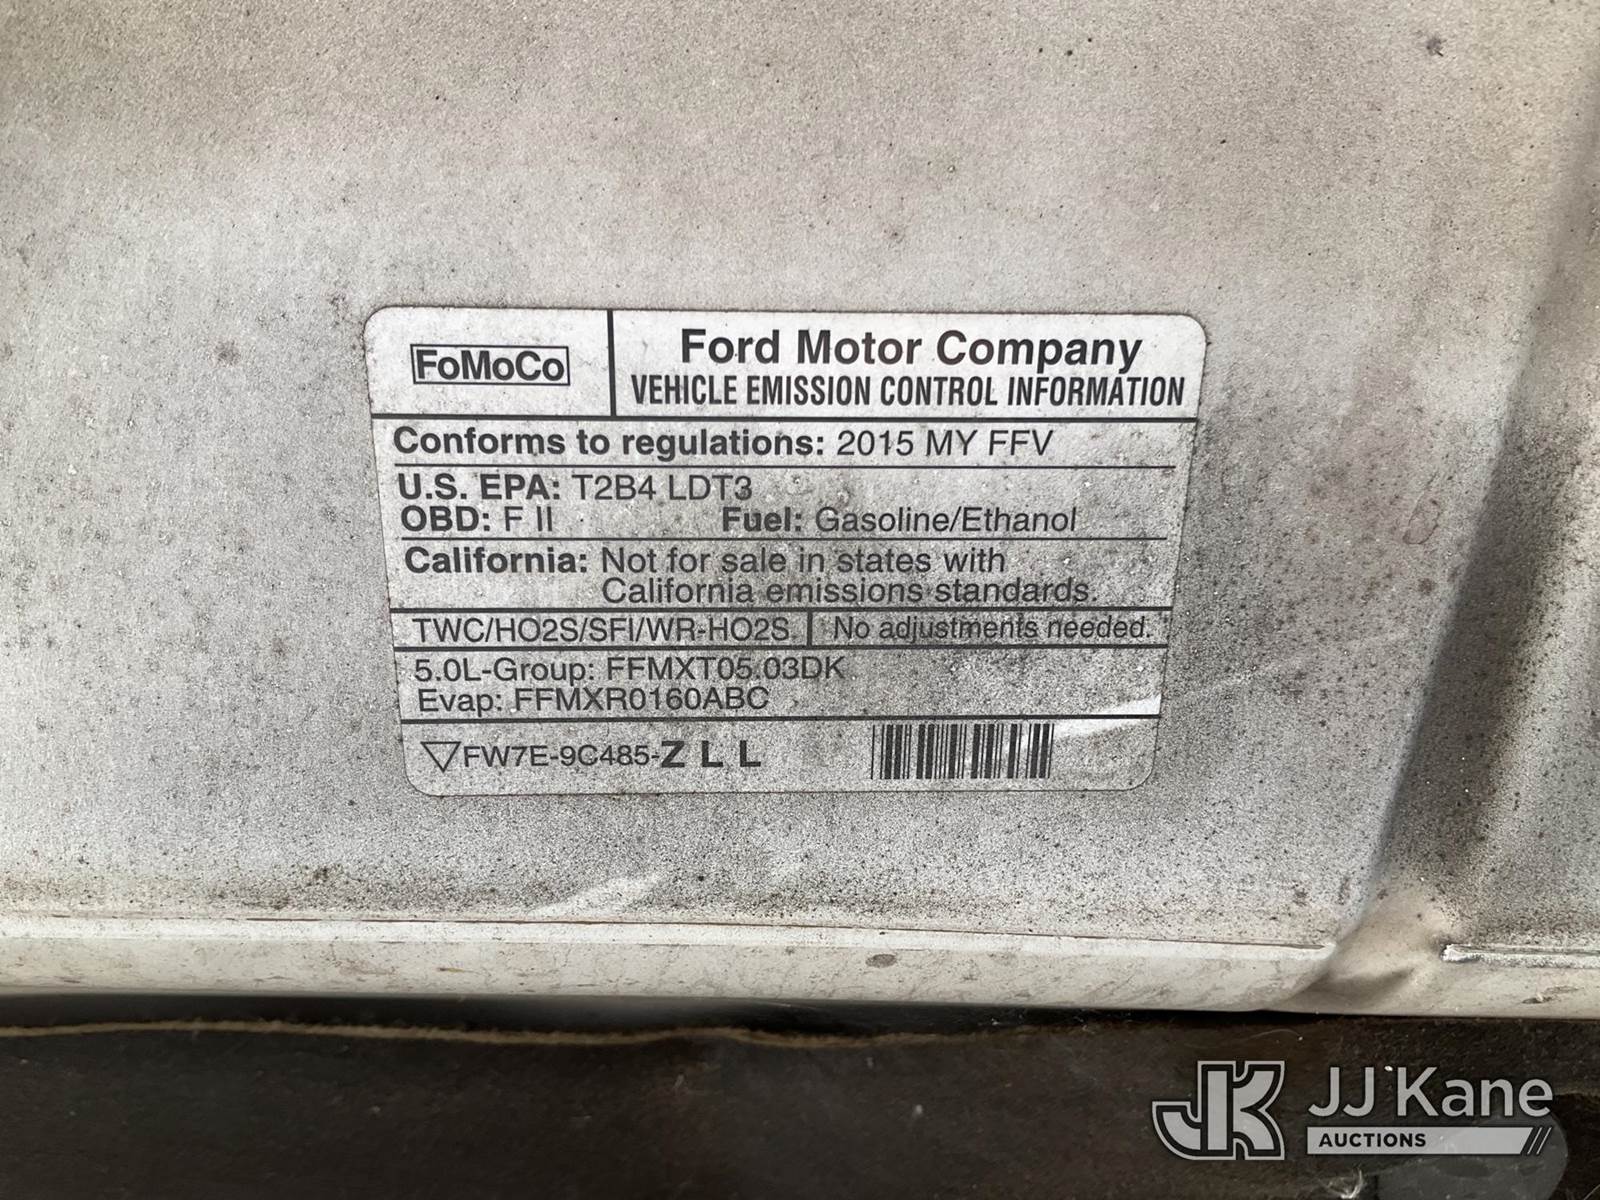 FoMoCo
Ford Motor Company
VEHICLE EMISSION CONTROL INFORMATION
Conforms to regulations: 2015 MY FFV
U.S. EPA: T2B4 LDT3
OBD: F II Fuel: Gasoline/Ethanol
California: Not for sale in states with
California emissions standards.
TWC/HO2S/SFI/WR-HO2S No adjustments needed.
5.0L-Group: FFMXT05.03DK
Evap: FFMXR0160ABC
FW7E-9C485-Z L L
JK JJ Kane
AUCTIONS